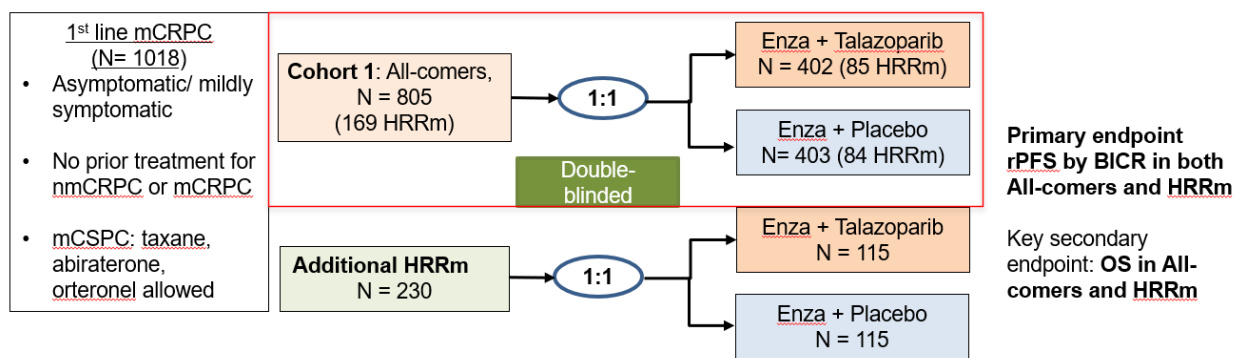 1st line mCRPC
(N= 1018)
• Asymptomatic/ mildly
symptomatic
• No prior treatment for
nmCRPC or mCRPC
• mCSPC: taxane,
abiraterone,
orteronel allowed
Cohort 1: All-comers,
N = 805
(169 HRRm)
1:1
Enza + Talazoparib
N = 402 (85 HRRm)
Enza + Placebo
N= 403 (84 HRRm)
Double-
blinded
Additional HRRm
N = 230
1:1
Enza + Talazoparib
N = 115
Enza + Placebo
N = 115
Primary endpoint
rPFS by BICR in both
All-comers and HRRm
Key secondary
endpoint: OS in All-
comers and HRRm